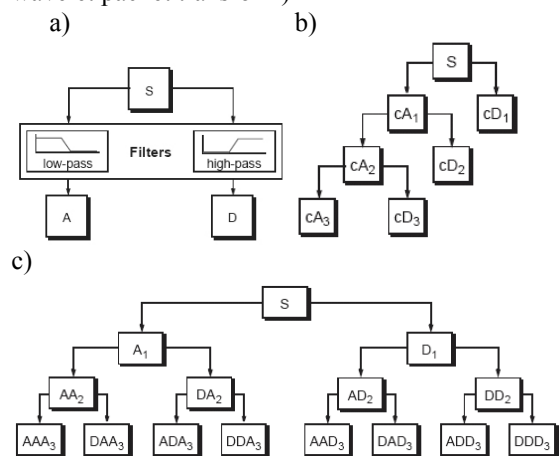 a)
b)
S
low-pass
Filters
high-pass
A
D
S
cA1
cD1
cA2
cD2
cA3
cD3
c)
S
A1
D1
AA2
DA2
AD2
DD2
AAA3
DAA3
ADA3
DDA3
AAD3
DAD3
ADD3
DDD3